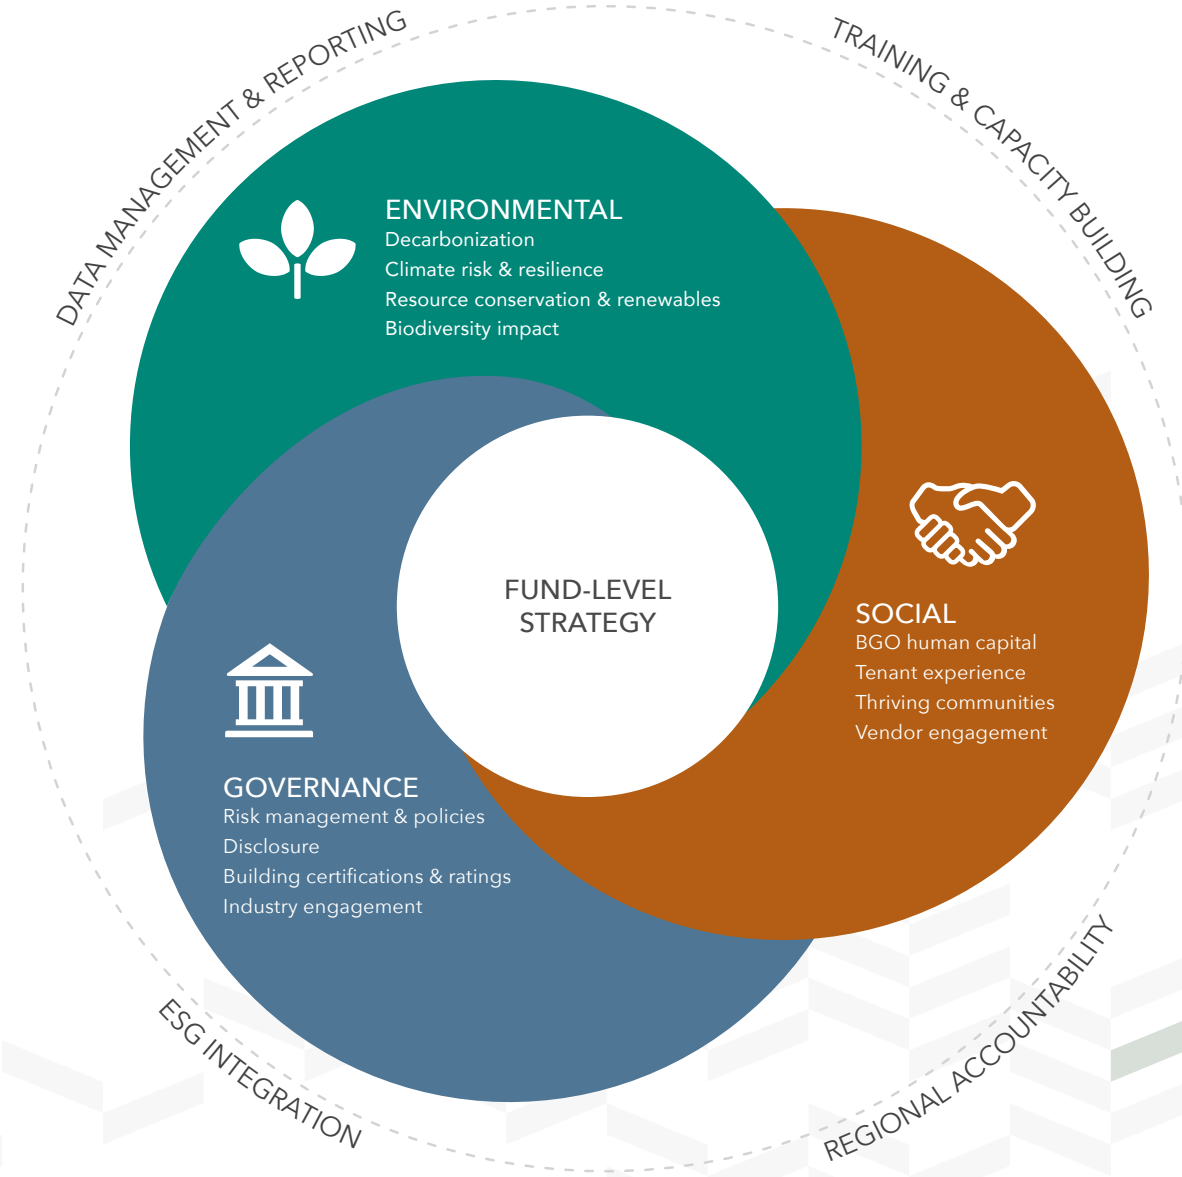 DATA MANAGEMENT & REPORTING
TRAINING & CAPACITY BUILDING
ENVIRONMENTAL
Decarbonization
Climate risk & resilience
Resource conservation & renewables
Biodiversity impact
FUND-LEVEL
STRATEGY
SOCIAL
BGO human capital
Tenant experience
Thriving communities
Vendor engagement
GOVERNANCE
Risk management & policies
Disclosure
Building certifications & ratings
Industry engagement
ESG INTEGRATION
REGIONAL ACCOUNTABILITY